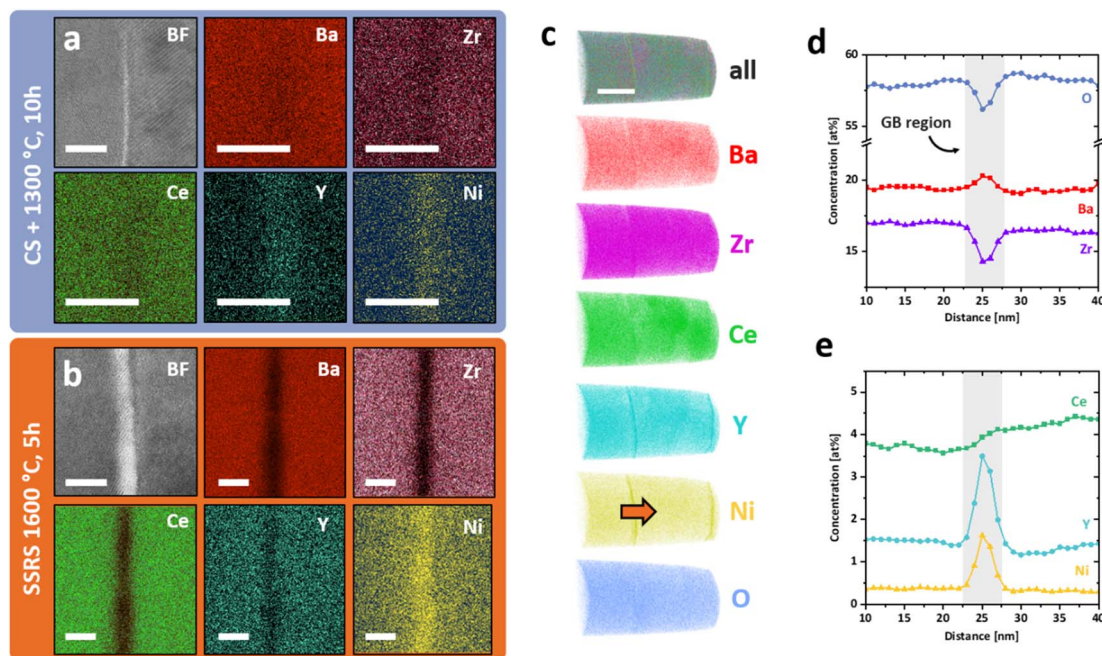 a
CS + 1300 °C, 10h
BF
Ba
Zr
Ce
Y
Ni
b
SSRS 1600 °C, 5h
BF
Ba
Zr
Ce
Y
Ni
c
all
Ba
Zr
Ce
Y
Ni
O
d
60
55
20
15
Concentration [at%]
GB region
O
Ba
Zr
10 15 20 25 30 35 40
Distance [nm]
e
5
4
3
2
1
0
Concentration [at%]
Ce
Y
Ni
10 15 20 25 30 35 40
Distance [nm]